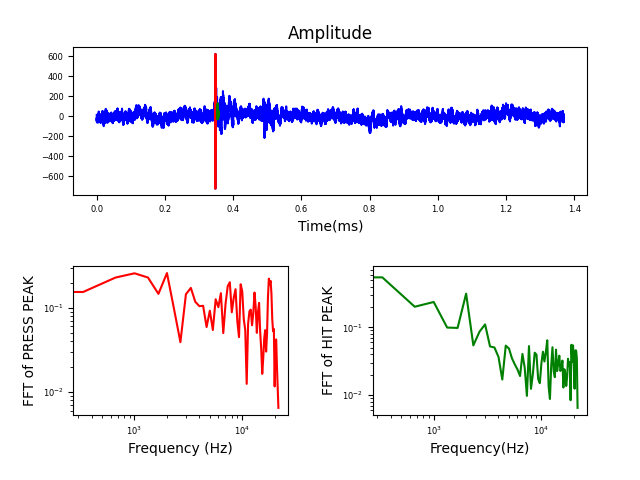 Amplitude
600
400
200
0
−200
−400
−600
0.0 0.2 0.4 0.6 0.8 1.0 1.2 1.4
Time(ms)
FFT of PRESS PEAK
10⁻¹
10⁻²
10³ 10⁴
Frequency (Hz)
FFT of HIT PEAK
10⁻¹
10⁻²
10³ 10⁴
Frequency(Hz)